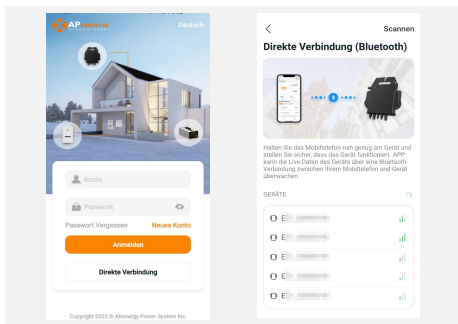 APsystems
ALTENERGY POWER
Deutsch
Konto
Passwort
Passwort Vergessen
Neues Konto
Anmelden
Direkte Verbindung
Copyright 2023 © Altenergy Power System Inc.
Scannen
Direkte Verbindung (Bluetooth)
Halten Sie das Mobiltelefon nah genug am Gerät und
stellen Sie sicher, dass das Gerät funktioniert. APP
kann die Live-Daten des Geräts über eine Bluetooth-
Verbindung zwischen Ihrem Mobiltelefon und Gerät
überwachen.
GERÄTE
E
E
E
E
E